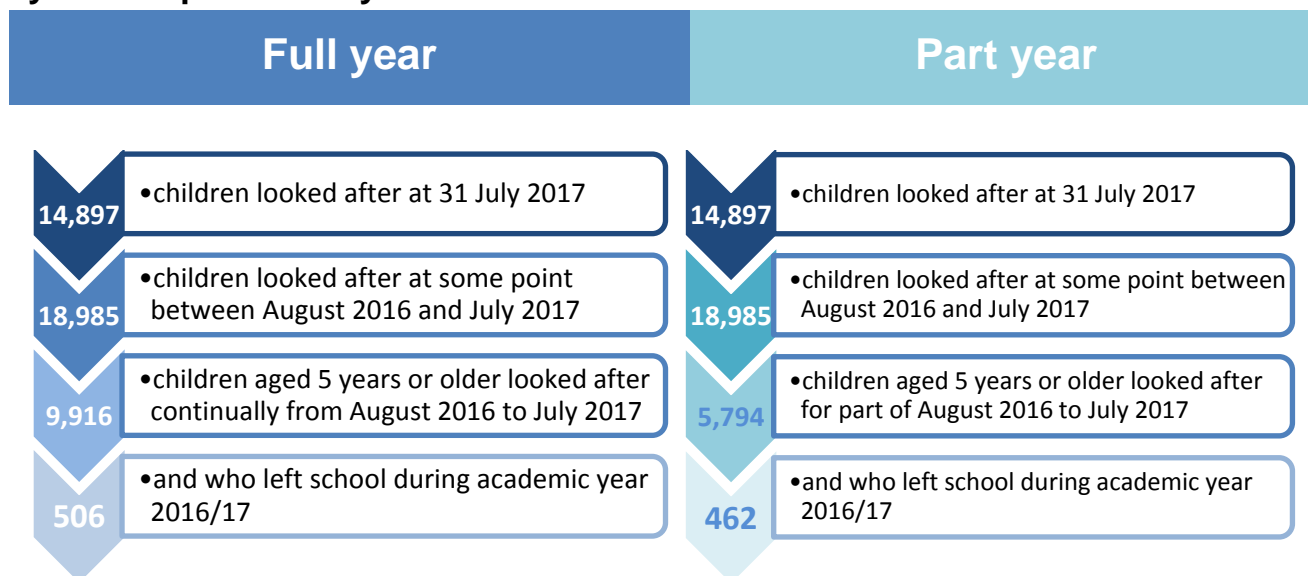 Full year
Part year
14,897
•children looked after at 31 July 2017
18,985
•children looked after at some point
between August 2016 and July 2017
9,916
•children aged 5 years or older looked after
continually from August 2016 to July 2017
506
•and who left school during academic year
2016/17
14,897
•children looked after at 31 July 2017
18,985
•children looked after at some point between
August 2016 and July 2017
5,794
•children aged 5 years or older looked after
for part of August 2016 to July 2017
462
•and who left school during academic year
2016/17